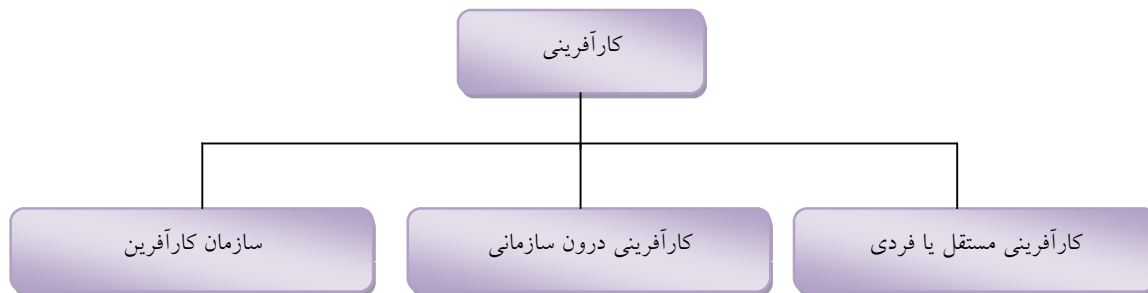 کارآفرینی
کارآفرینی مستقل یا فردی
کارآفرینی درون سازمانی
سازمان کارآفرین